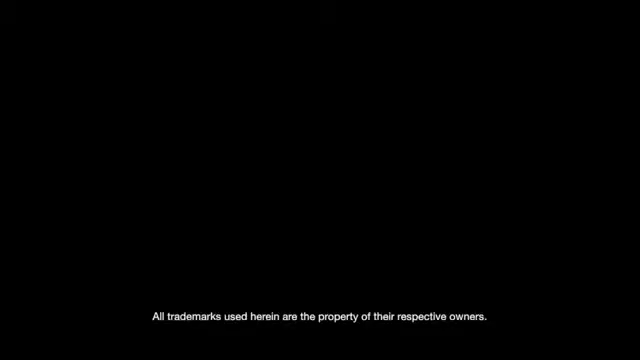 All trademarks used herein are the property of their respective owners.